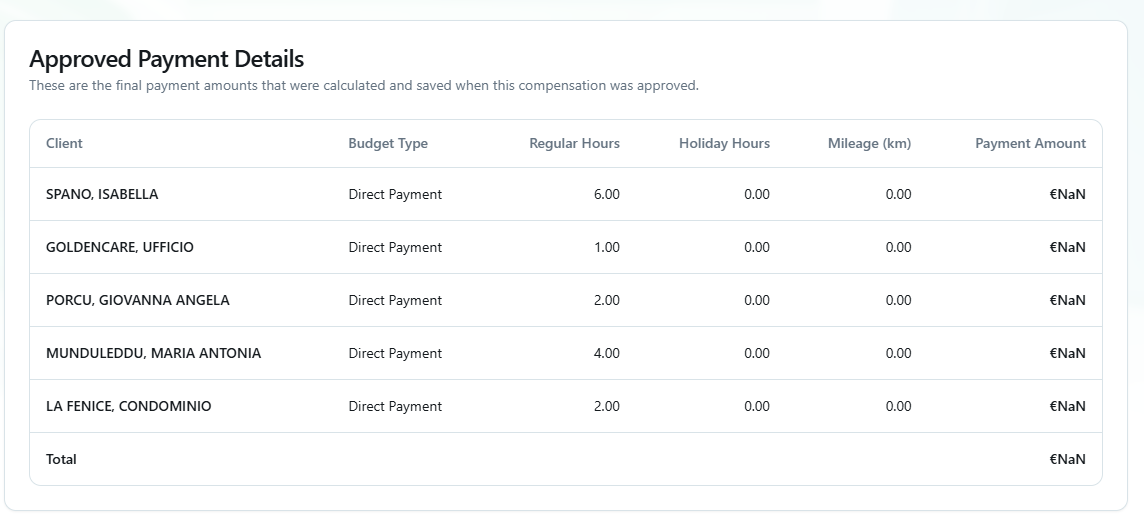 Approved Payment Details
These are the final payment amounts that were calculated and saved when this compensation was approved.
Client Budget Type Regular Hours Holiday Hours Mileage (km) Payment Amount
SPANO, ISABELLA Direct Payment 6.00 0.00 0.00 €NaN
GOLDENCARE, UFFICIO Direct Payment 1.00 0.00 0.00 €NaN
PORCU, GIOVANNA ANGELA Direct Payment 2.00 0.00 0.00 €NaN
MUNDULEDDU, MARIA ANTONIA Direct Payment 4.00 0.00 0.00 €NaN
LA FENICE, CONDOMINIO Direct Payment 2.00 0.00 0.00 €NaN
Total €NaN